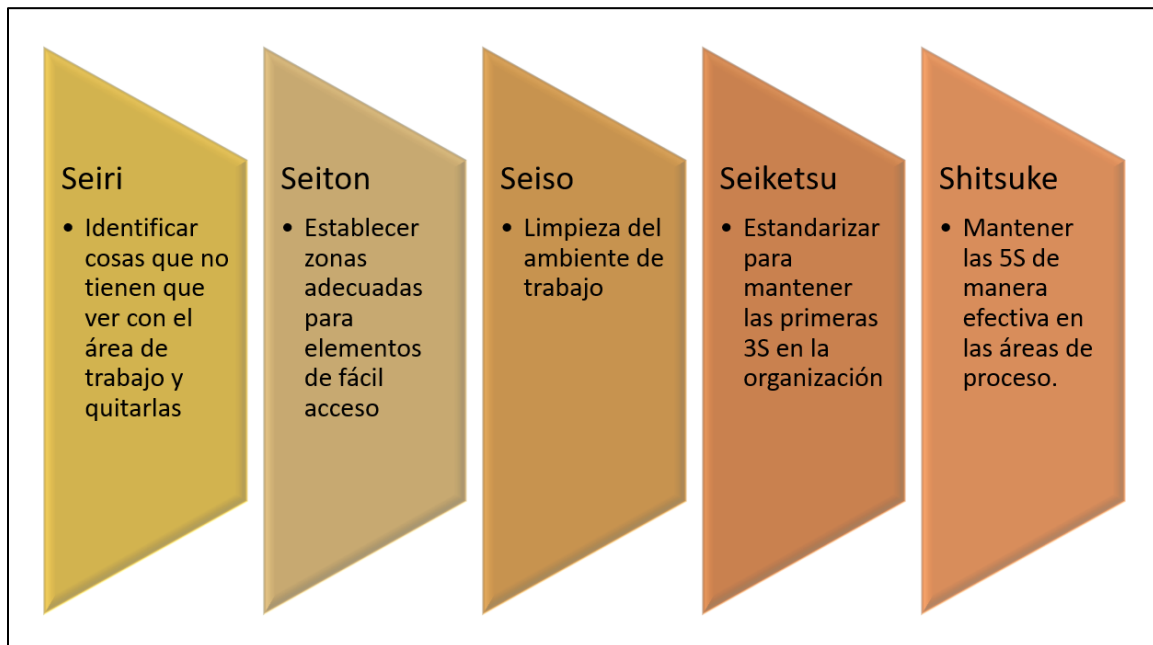 Seiri
• Identificar
cosas que no
tienen que
ver con el
área de
trabajo y
quitarlas
Seiton
• Establecer
zonas
adecuadas
para
elementos
de fácil
acceso
Seiso
• Limpieza del
ambiente de
trabajo
Seiketsu
• Estandarizar
para
mantener
las primeras
3S en la
organización
Shitsuke
• Mantener
las 5S de
manera
efectiva en
las áreas de
proceso.